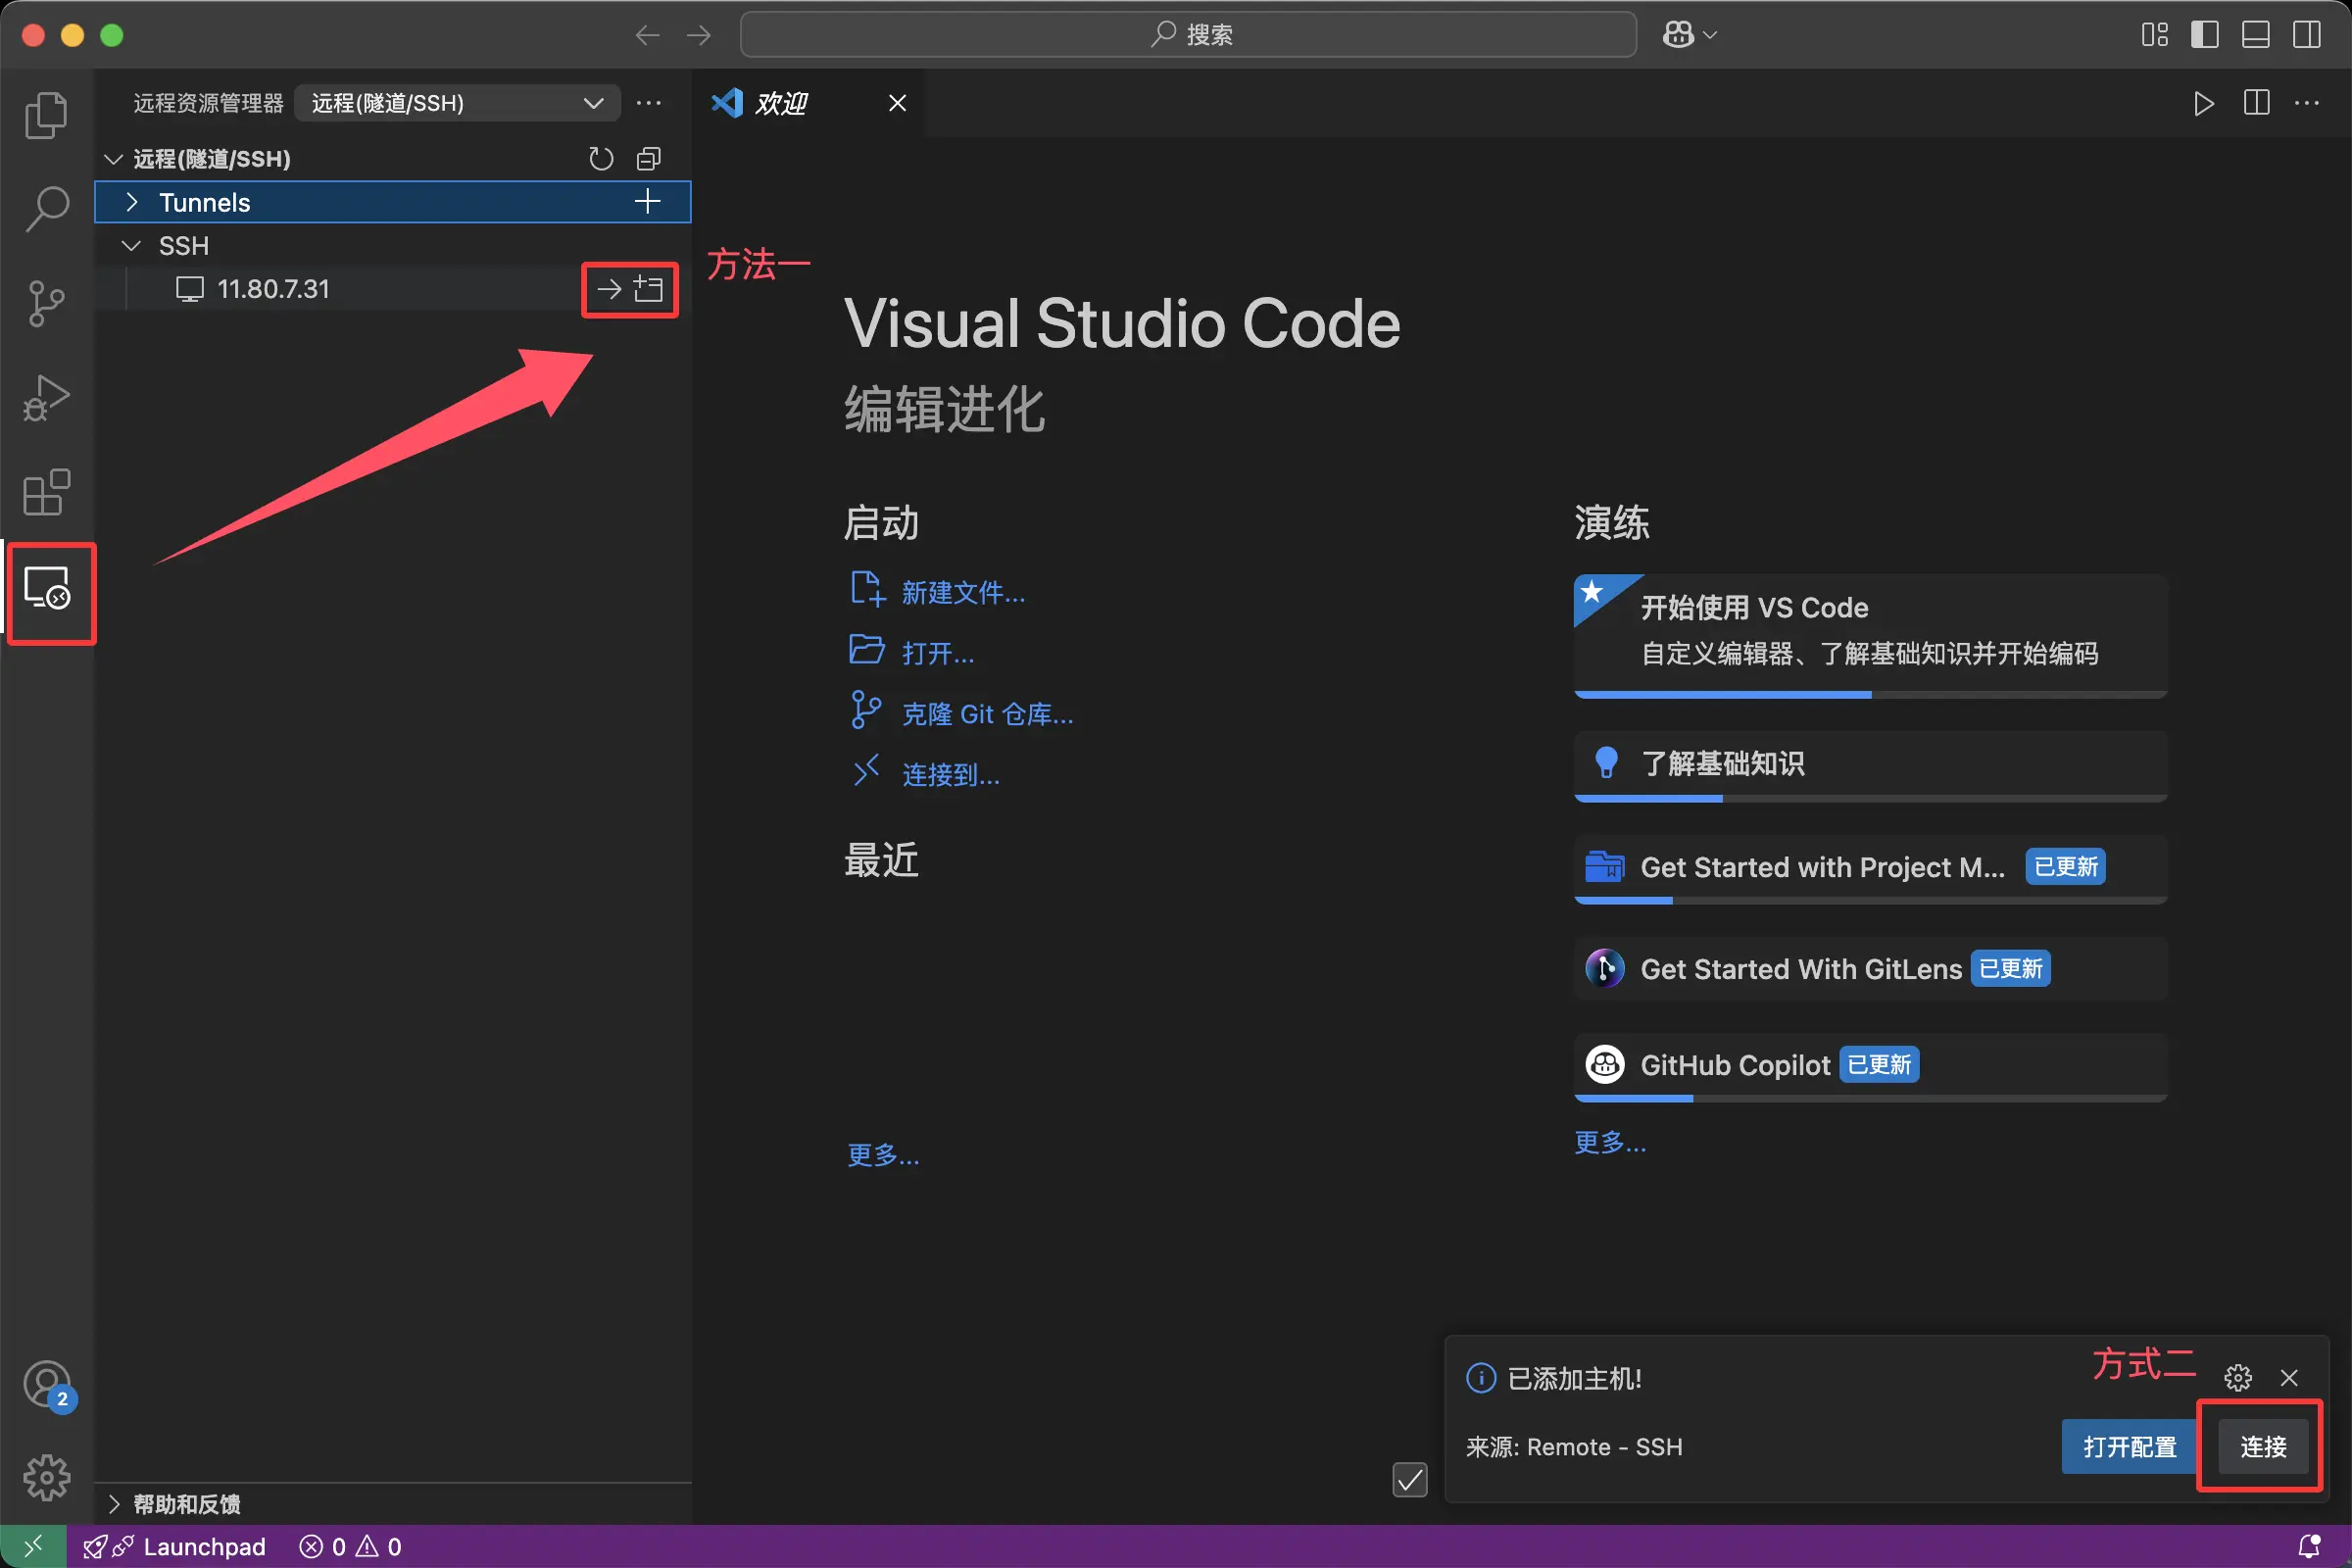 搜索
远程资源管理器
远程(隧道/SSH)
欢迎
远程(隧道/SSH)
Tunnels
SSH
11.80.7.31
方法一
Visual Studio Code
编辑进化
启动
新建文件...
打开...
克隆 Git 仓库...
连接到...
最近
更多...
演练
开始使用 VS Code
自定义编辑器、了解基础知识并开始编码
了解基础知识
Get Started with Project M...
已更新
Get Started With GitLens
已更新
GitHub Copilot
已更新
更多...
方式二
已添加主机!
来源: Remote - SSH
打开配置
连接
2
帮助和反馈
Launchpad
0
0